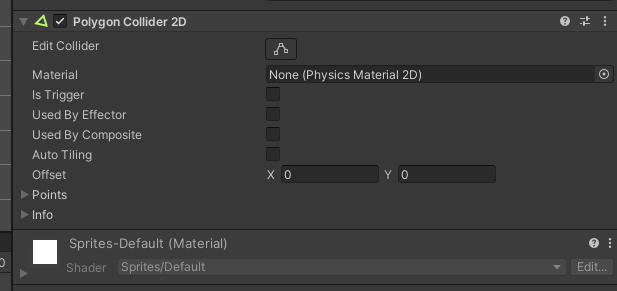 Polygon Collider 2D
Edit Collider
Material None (Physics Material 2D)
Is Trigger
Used By Effector
Used By Composite
Auto Tiling
Offset X 0 Y 0
Points
Info
Sprites-Default (Material)
0 Shader Sprites/Default Edit...